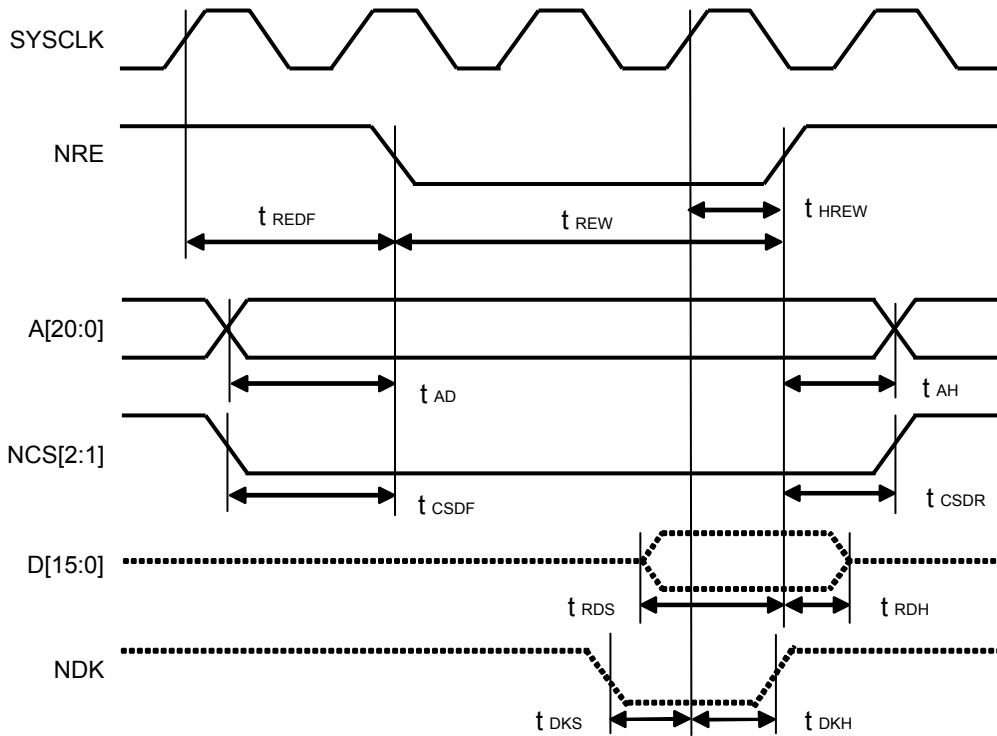 SYSCLK
NRE
t REDF
t REW
t HREW
A[20:0]
t AD
t AH
NCS[2:1]
t CSDF
t CSDR
D[15:0]
t RDS
t RDH
NDK
t DKS
t DKH